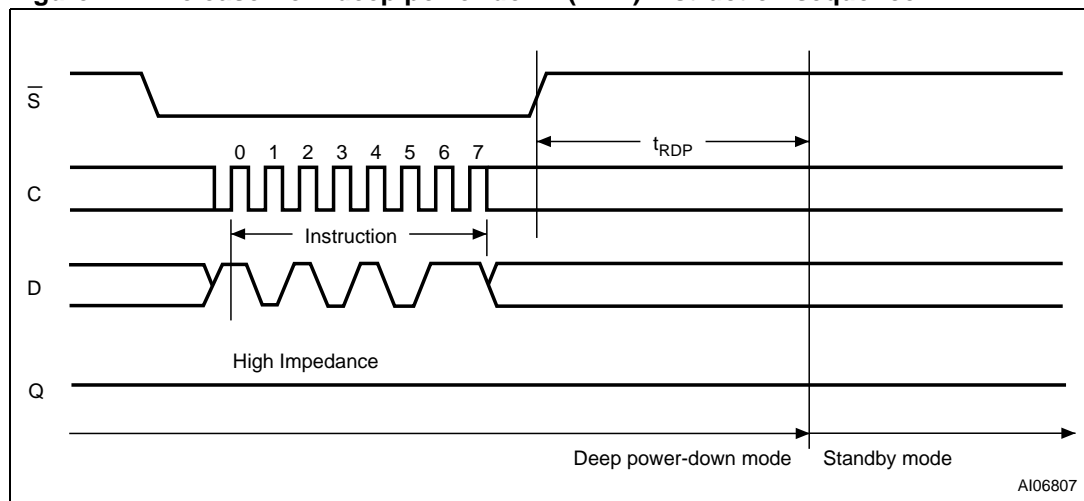 S
C
D
Q
0 1 2 3 4 5 6 7
tRDP
Instruction
High Impedance
Deep power-down mode
Standby mode
AI06807